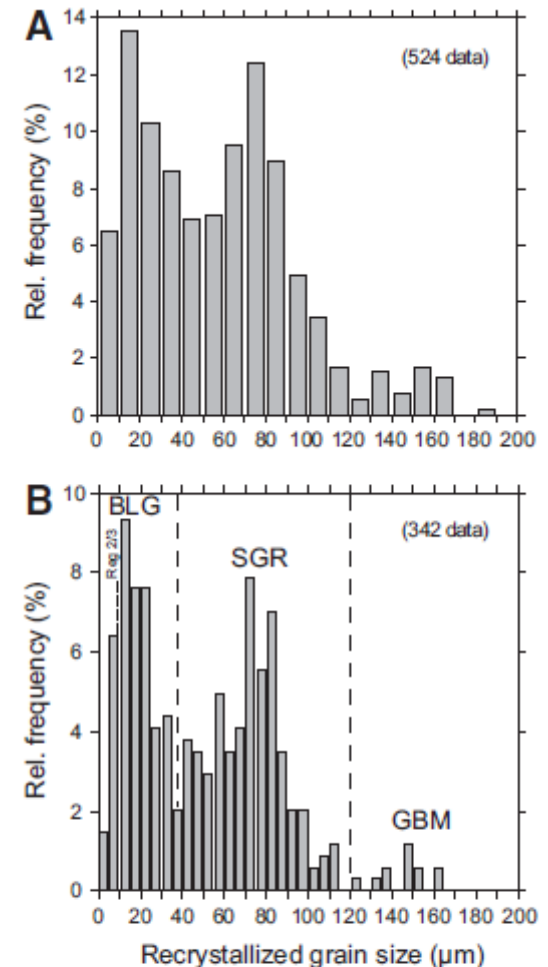 A
(524 data)
Rel. frequency (%)
14
12
10
8
6
4
2
0
0 20 40 60 80 100 120 140 160 180 200
B
BLG
Reg 2/3
(342 data)
SGR
GBM
Rel. frequency (%)
10
8
6
4
2
0
0 20 40 60 80 100 120 140 160 180 200
Recrystallized grain size (µm)